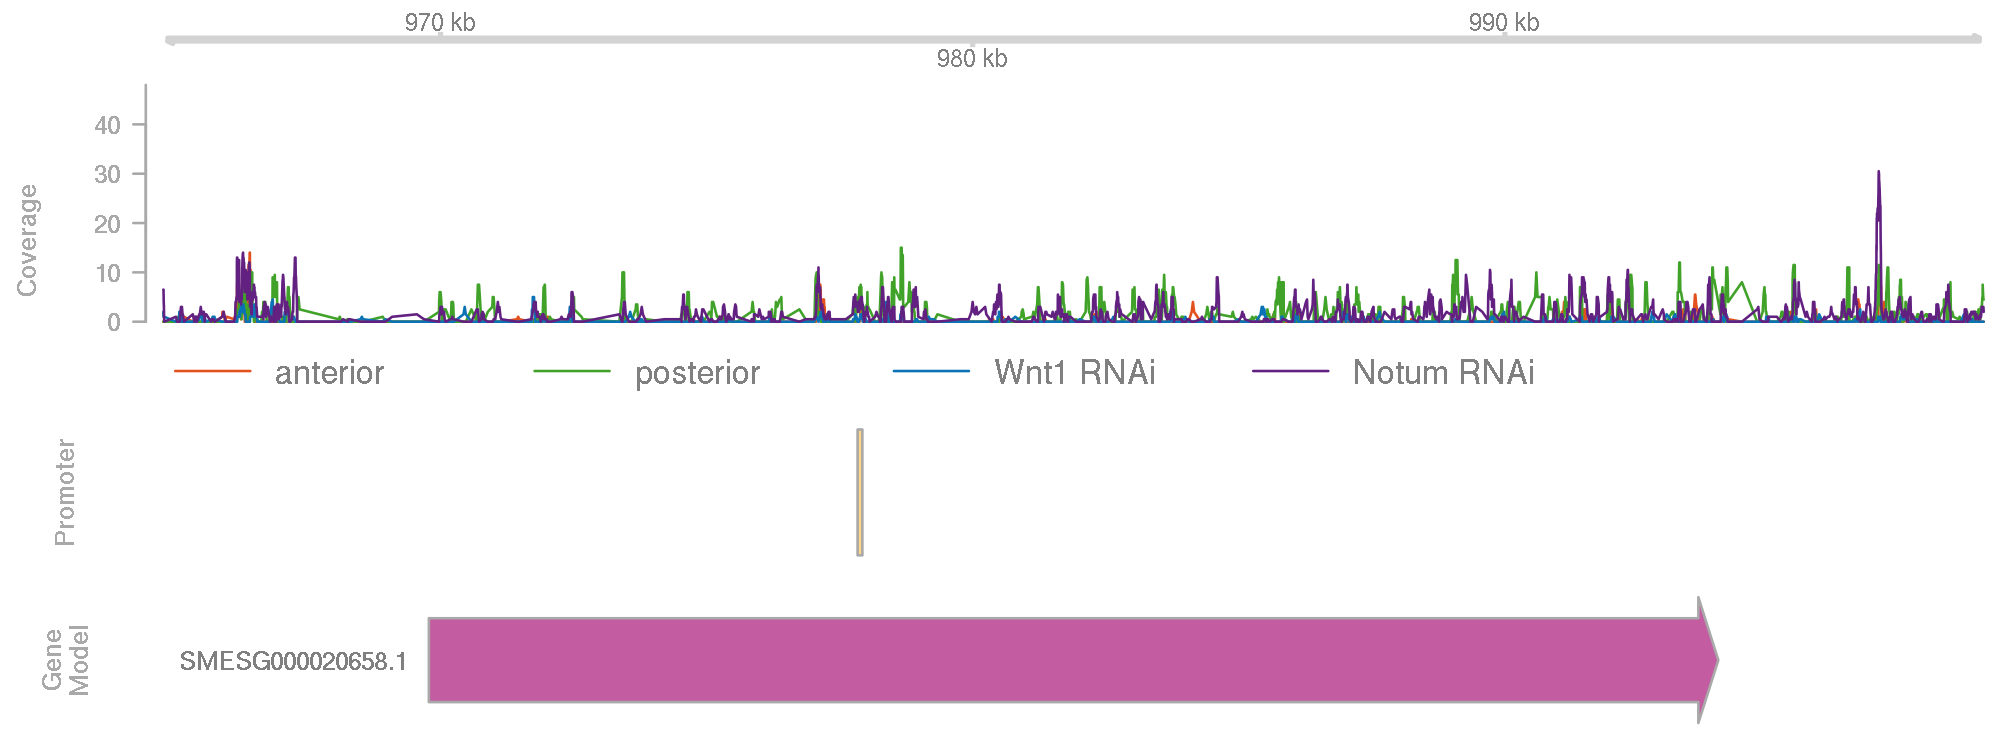 970 kb
990 kb
980 kb
Coverage
40
30
20
10
0
anterior posterior Wnt1 RNAi Notum RNAi
Promoter
Gene
Model
SMESG000020658.1